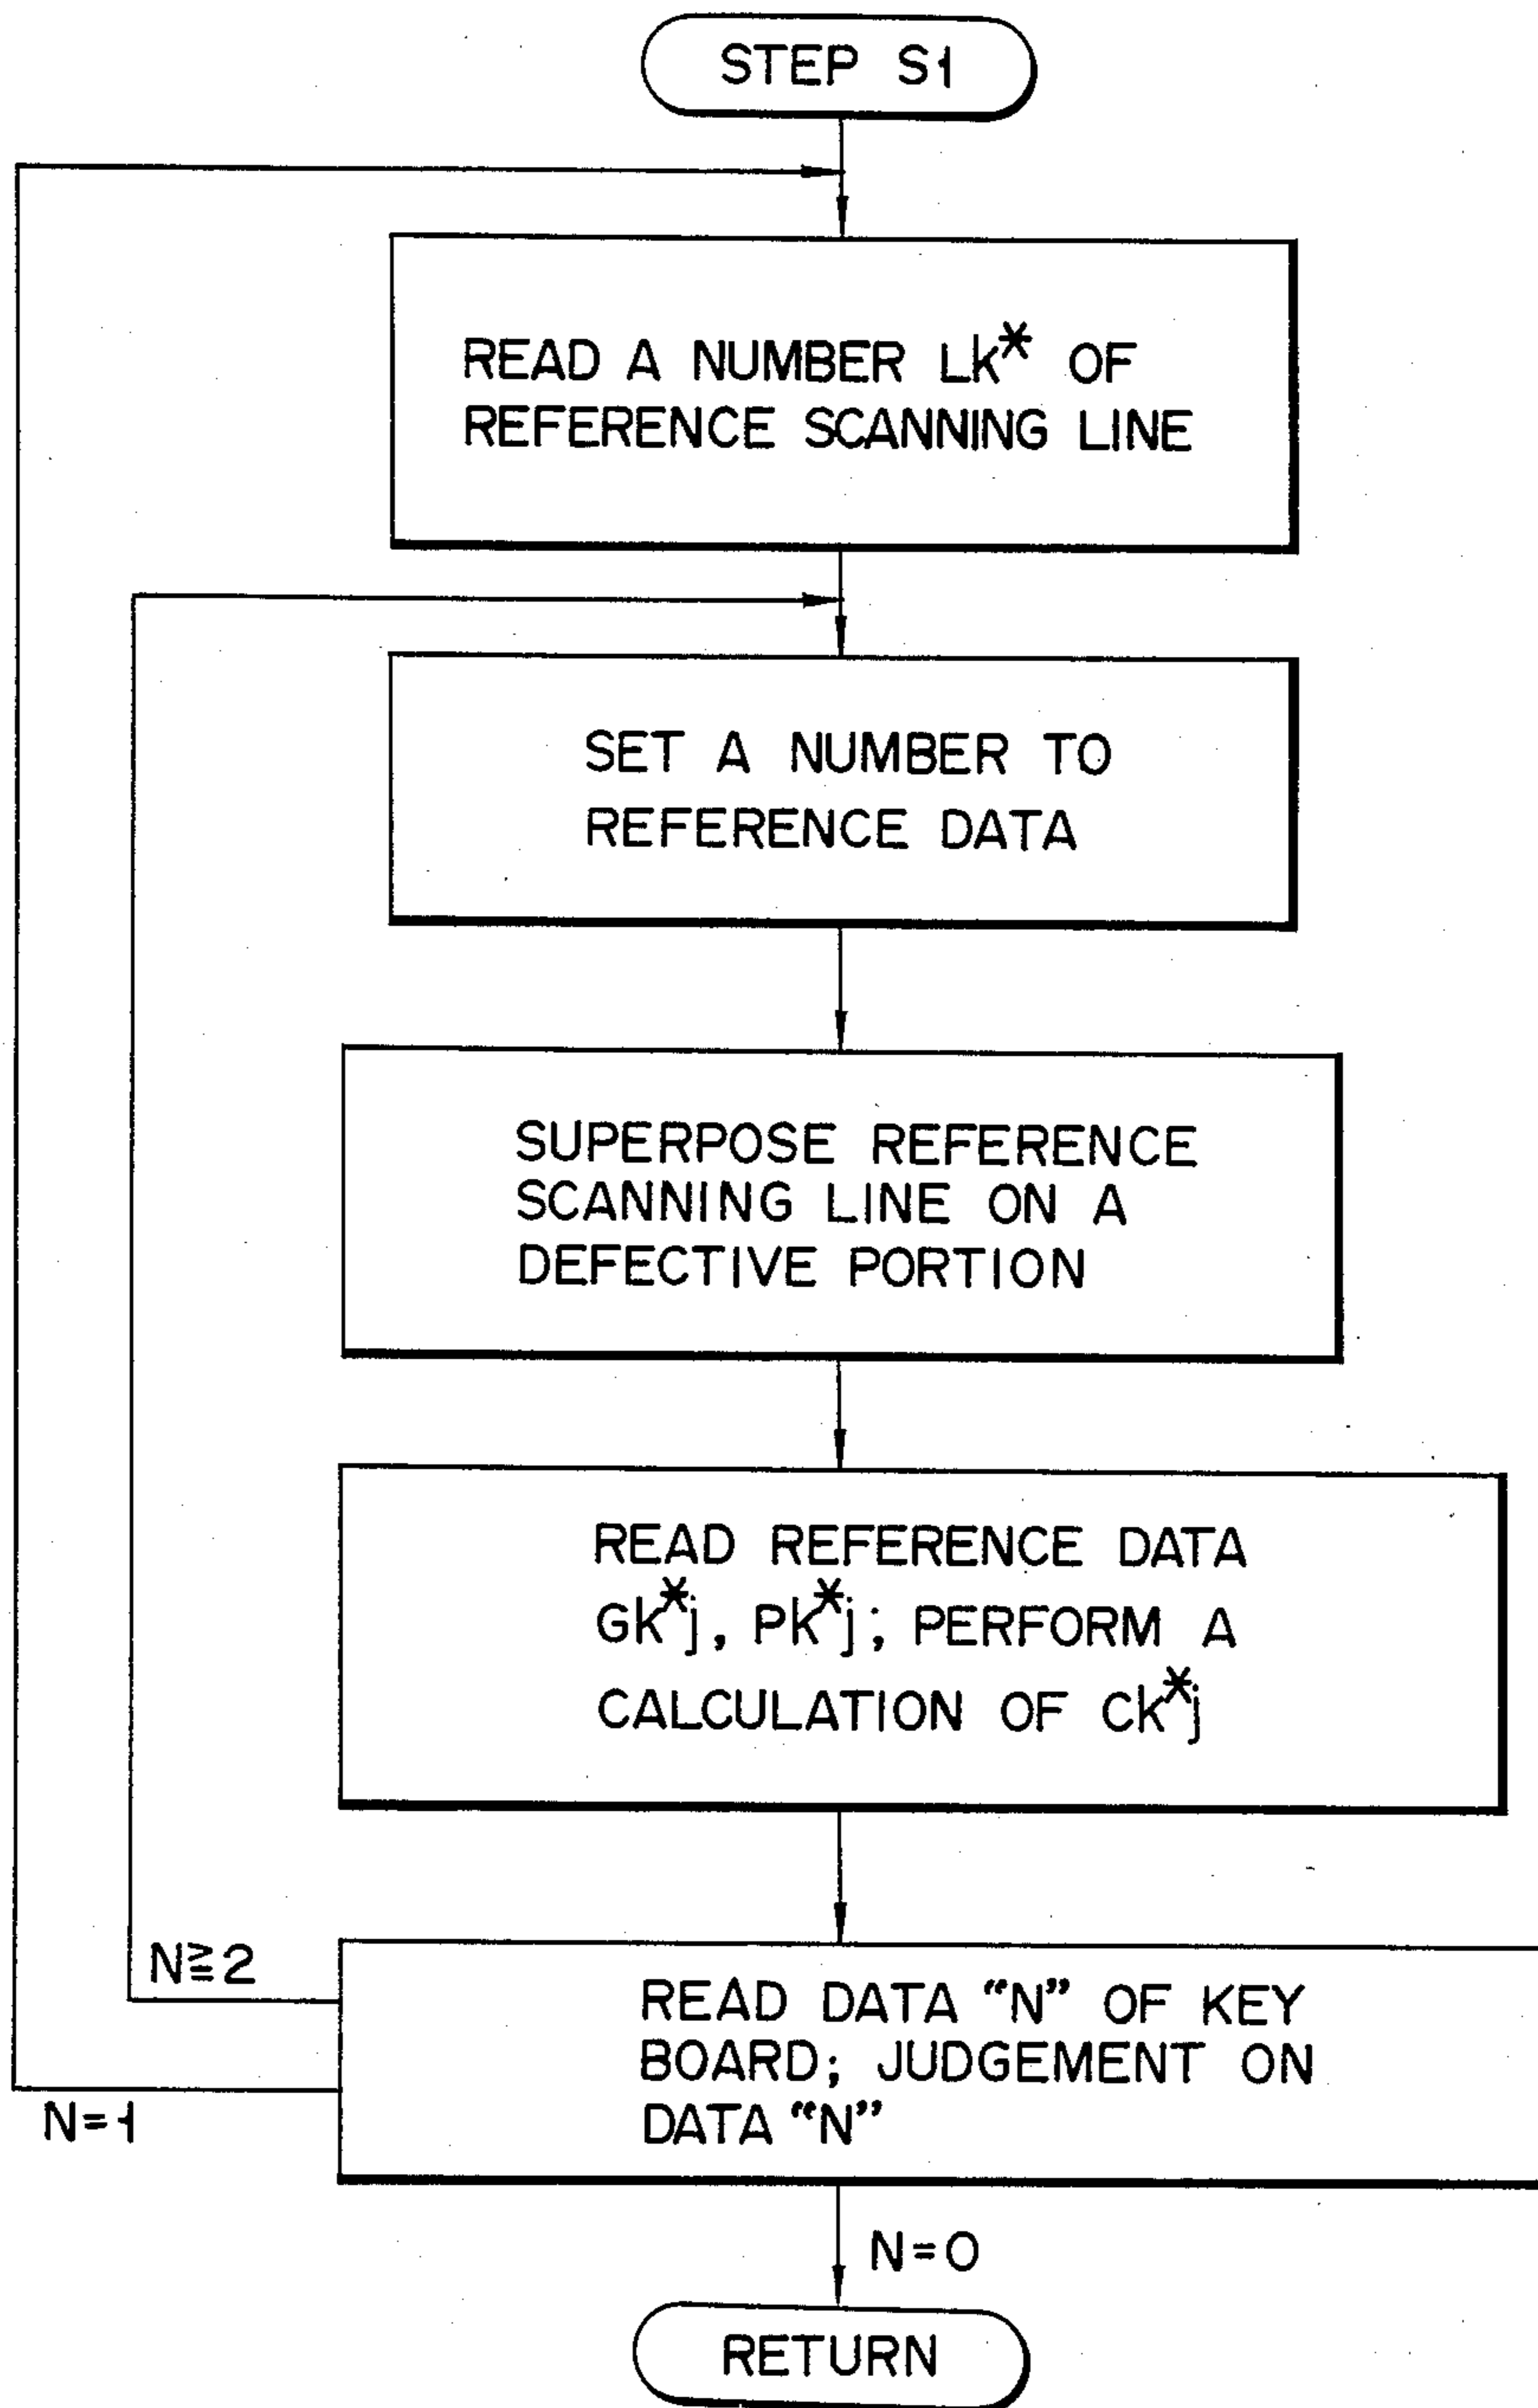 STEP S1
READ A NUMBER Lk* OF
REFERENCE SCANNING LINE
SET A NUMBER TO
REFERENCE DATA
SUPERPOSE REFERENCE
SCANNING LINE ON A
DEFECTIVE PORTION
READ REFERENCE DATA
Gk*j, Pk*j; PERFORM A
CALCULATION OF Ck*j
N≧2
READ DATA “N” OF KEY
BOARD; JUDGEMENT ON
DATA “N”
N=1
N=0
RETURN